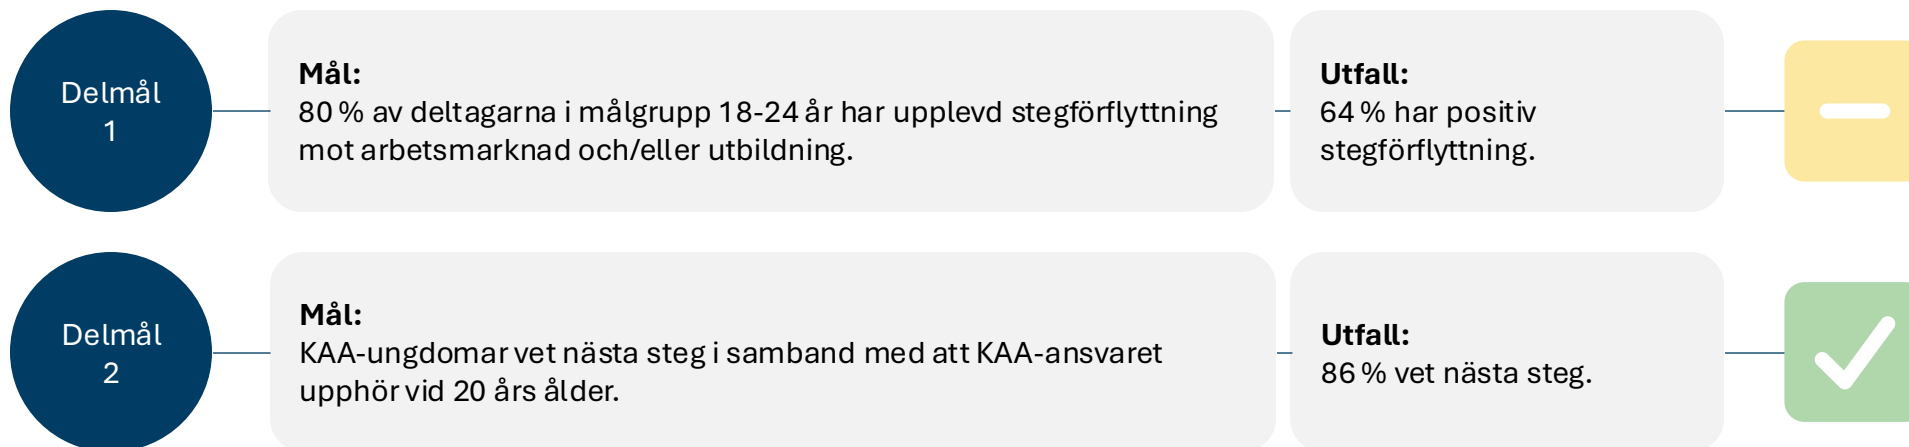 Delmål
1
Mål:
80 % av deltagarna i målgrupp 18-24 år har upplevd stegförflyttning
mot arbetsmarknad och/eller utbildning.
Utfall:
64 % har positiv
stegförflyttning.
Delmål
2
Mål:
KAA-ungdomar vet nästa steg i samband med att KAA-ansvaret
upphör vid 20 års ålder.
Utfall:
86 % vet nästa steg.